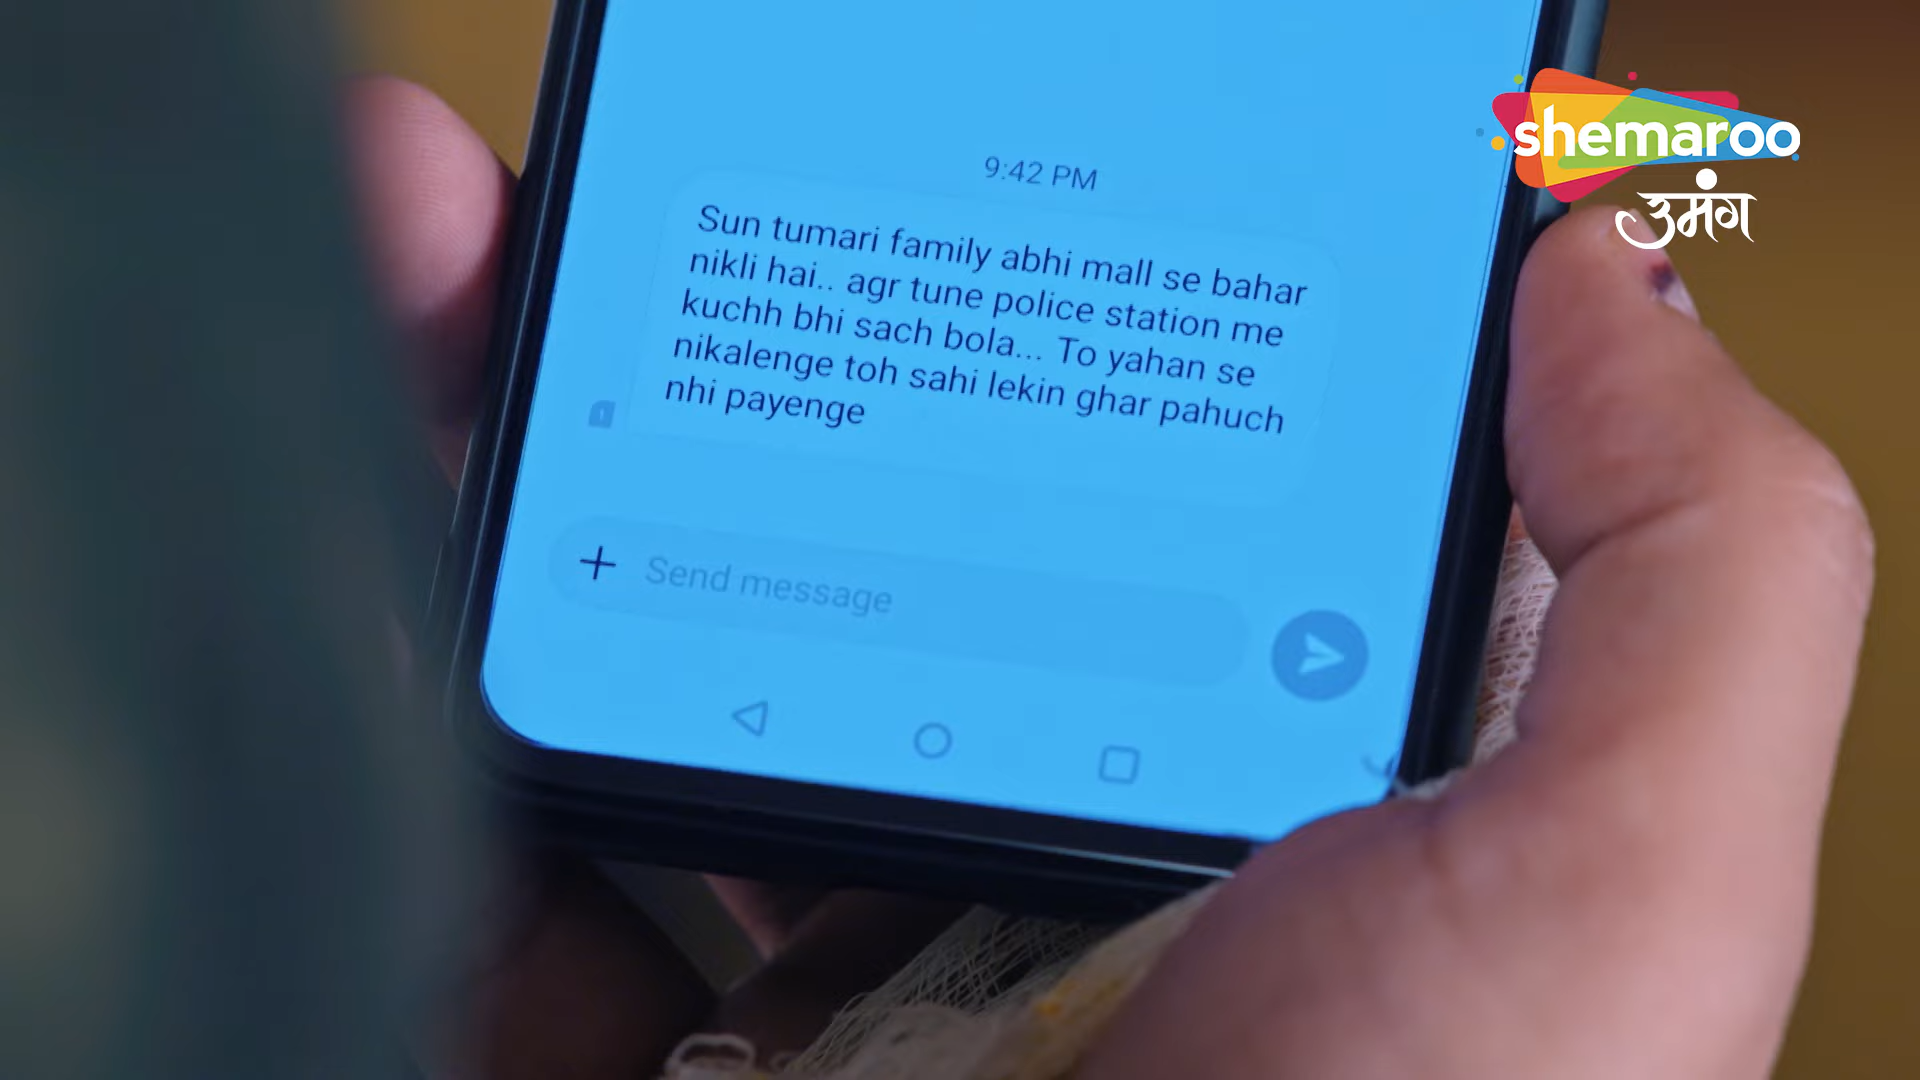 shemaroo
उमंग
9:42 PM
Sun tumari family abhi mall se bahar
nikli hai.. agr tune police station me
kuchh bhi sach bola... To yahan se
nikalenge toh sahi lekin ghar pahuch
nhi payenge
1
Send message